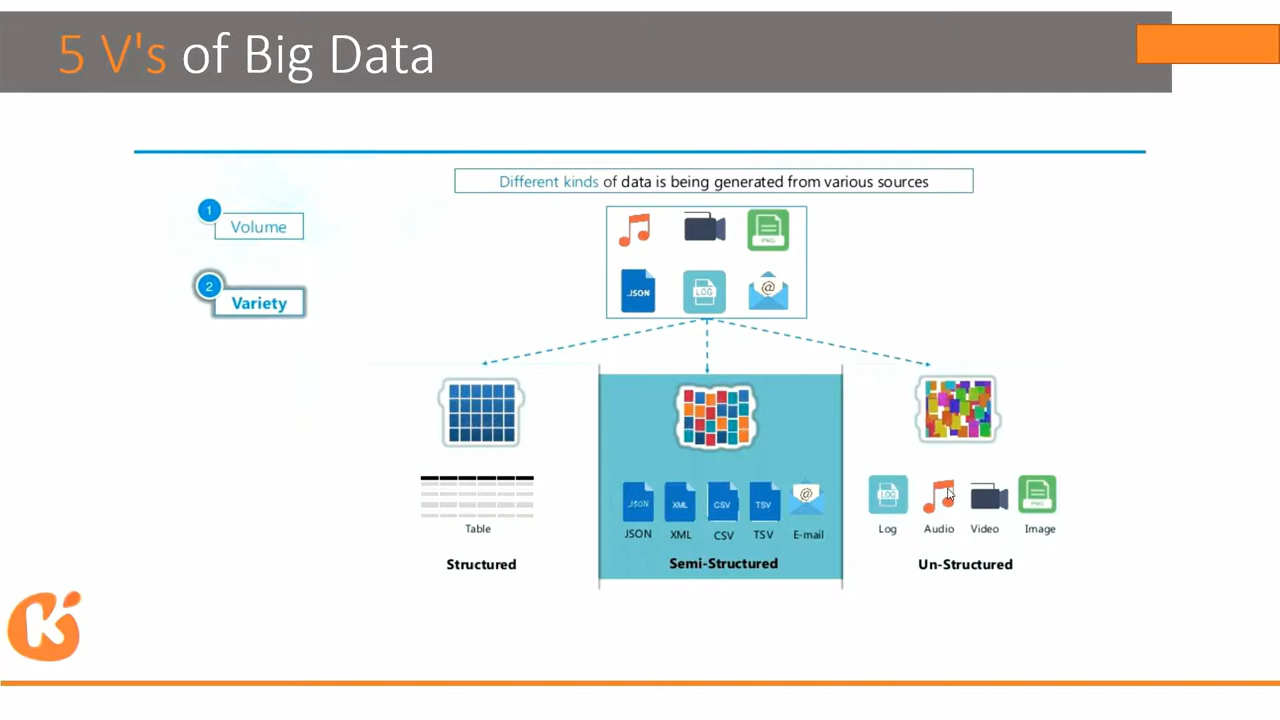 5 V's of Big Data
Different kinds of data is being generated from various sources
1
Volume
2
Variety
PNG
.JSON
LOG
@
JSON
XML
CSV
TSV
@
LOG
PNG
Table
JSON
XML
CSV
TSV
E-mail
Log
Audio
Video
Image
Structured
Semi-Structured
Un-Structured
K